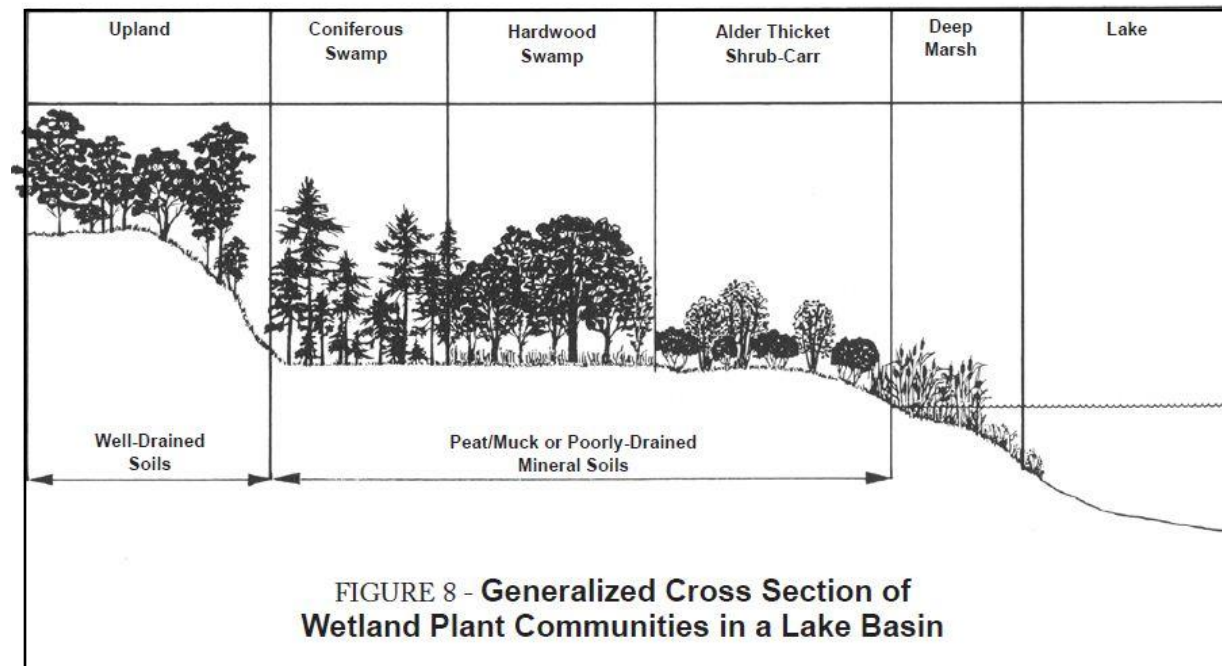 Upland
Coniferous
Swamp
Hardwood
Swamp
Alder Thicket
Shrub-Carr
Deep
Marsh
Lake
Well-Drained
Soils
Peat/Muck or Poorly-Drained
Mineral Soils
FIGURE 8 - Generalized Cross Section of
Wetland Plant Communities in a Lake Basin